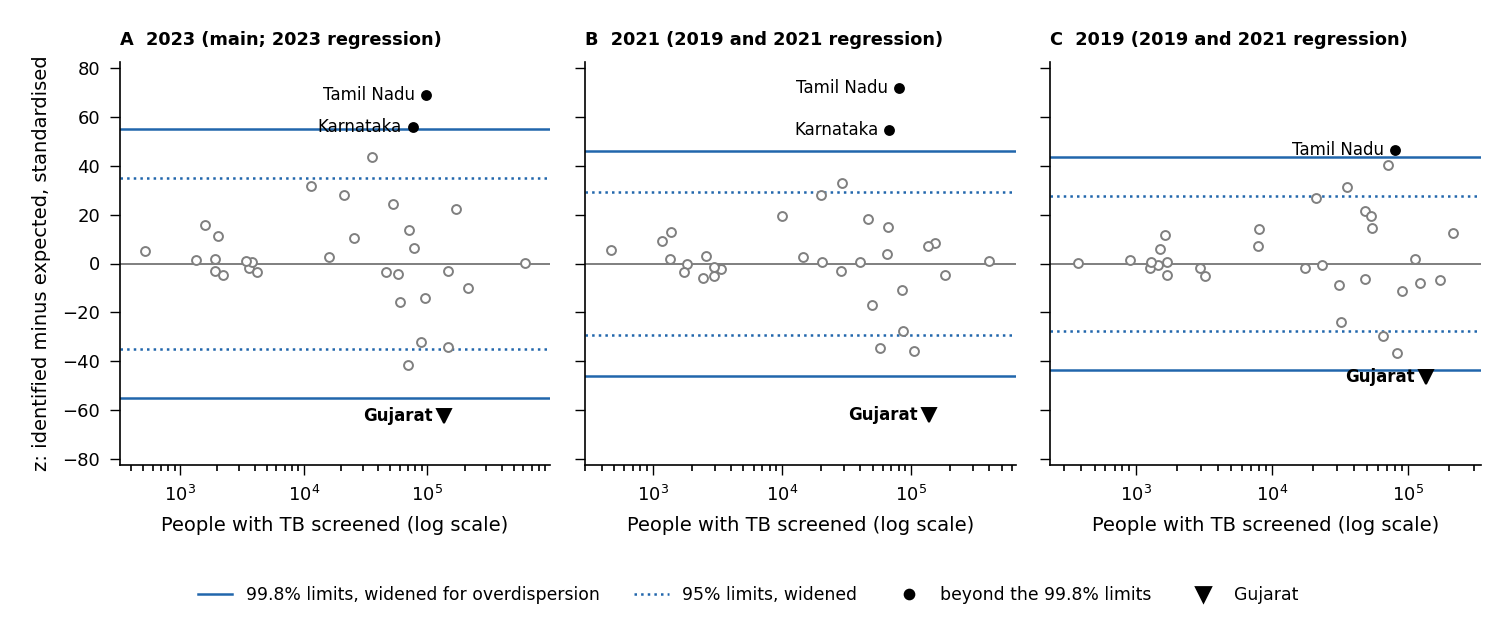 A  2023 (main; 2023 regression)
B  2021 (2019 and 2021 regression)
C  2019 (2019 and 2021 regression)
z: identified minus expected, standardised
80
60
40
20
0
−20
−40
−60
−80
Tamil Nadu
Karnataka
Gujarat
Tamil Nadu
Karnataka
Gujarat
Tamil Nadu
Gujarat
10³ 10⁴ 10⁵
10³ 10⁴ 10⁵
10³ 10⁴ 10⁵
People with TB screened (log scale)
People with TB screened (log scale)
People with TB screened (log scale)
99.8% limits, widened for overdispersion
95% limits, widened
beyond the 99.8% limits
Gujarat